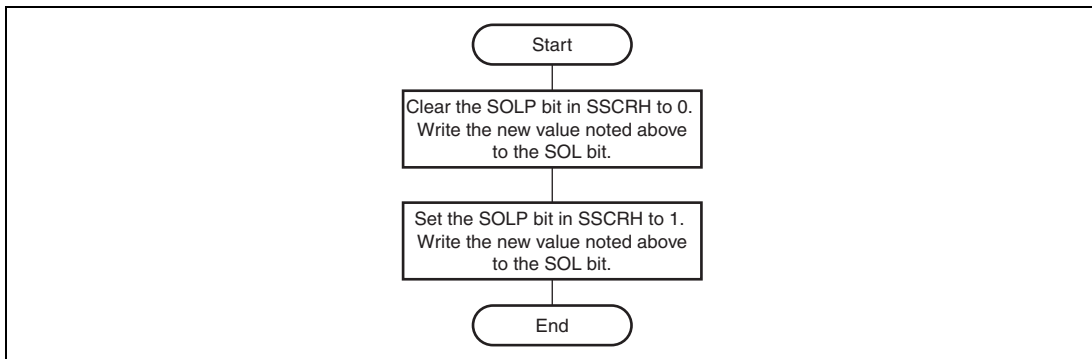 Start
Clear the SOLP bit in SSCRH to 0.
Write the new value noted above
to the SOL bit.
Set the SOLP bit in SSCRH to 1.
Write the new value noted above
to the SOL bit.
End